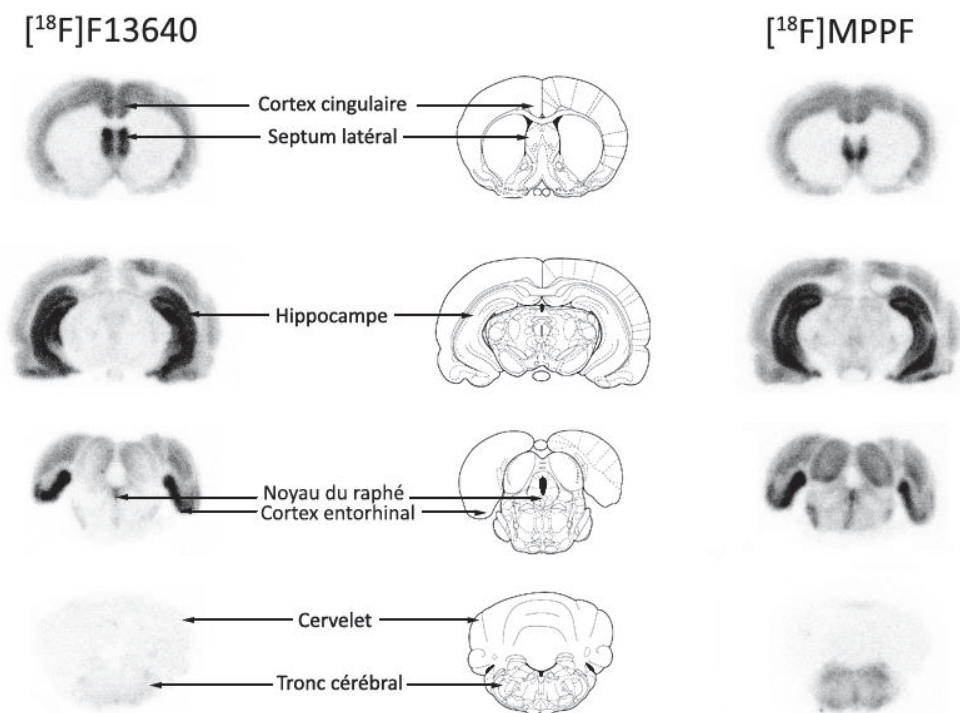 [¹⁸F]F13640
[¹⁸F]MPPF
Cortex cingulaire
Septum latéral
Hippocampe
Noyau du raphé
Cortex entorhinal
Cervelet
Tronc cérébral